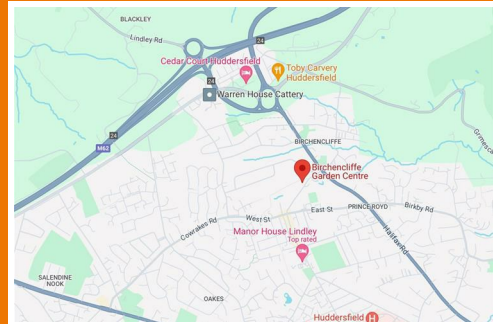 BLACKLEY
Lindley Rd
24
Cedar Court Huddersfield
Toby Carvery
Huddersfield
24
Warren House Cattery
24
M62
Grimesc
BIRCHENCLIFFE
Birchencliffe
Garden Centre
East St
PRINCE ROYD
Birkby Rd
West St
Cowrakes Rd
Halifax Rd
Manor House Lindley
Top rated
SALENDINE
NOOK
OAKES
Huddersfield
H